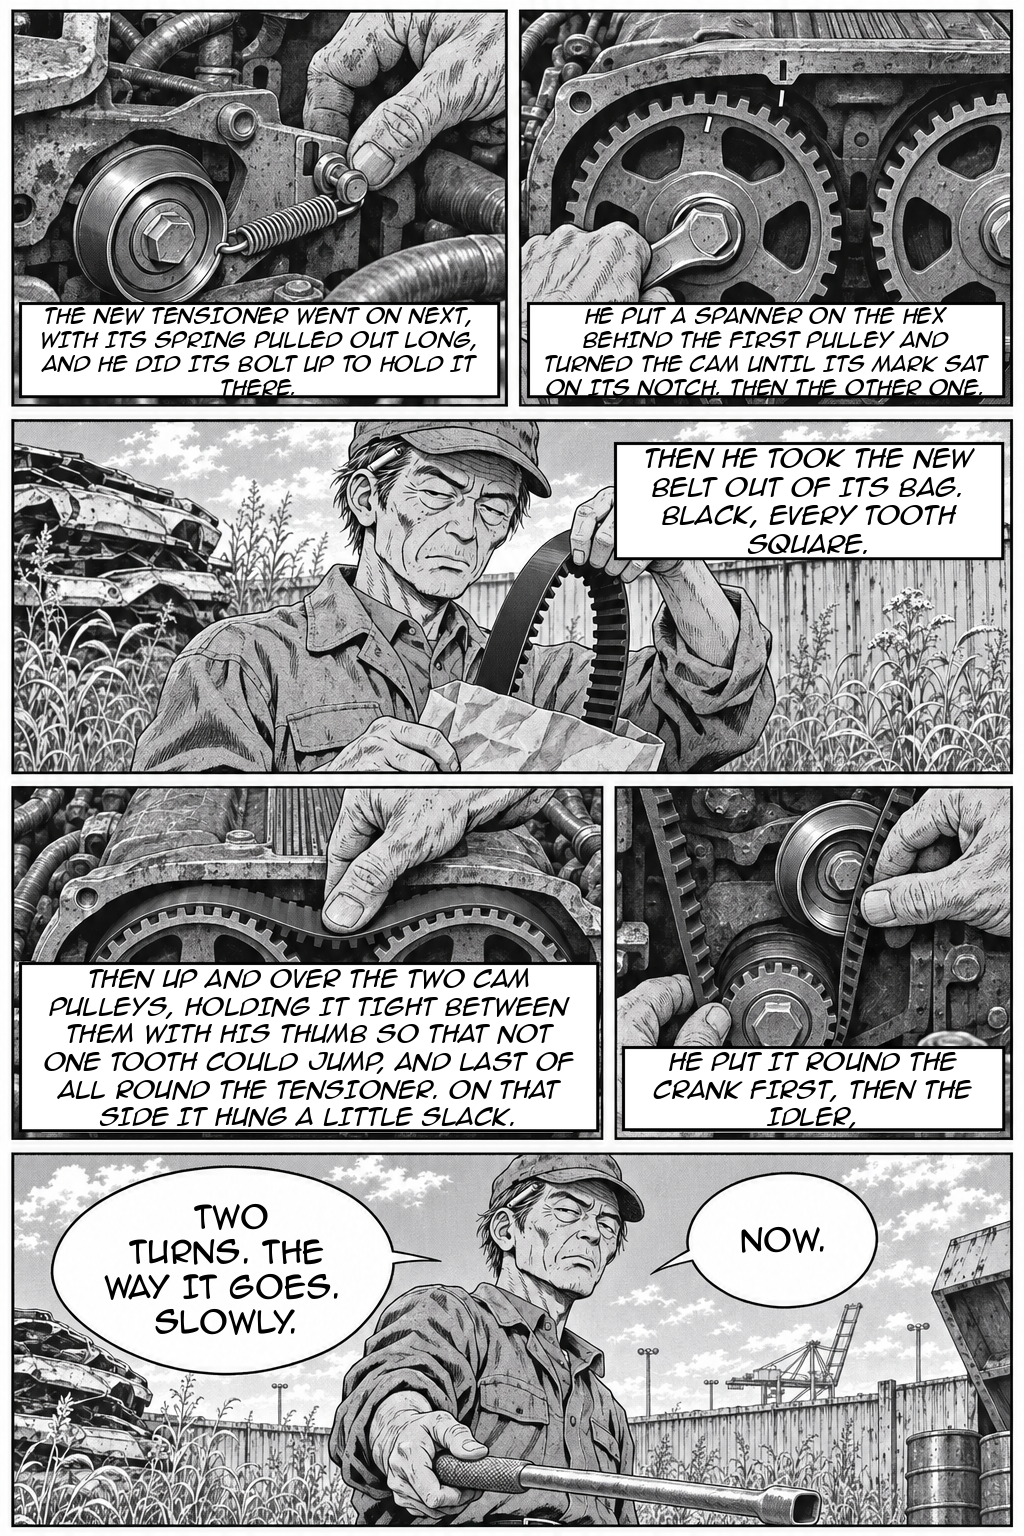 THE NEW TENSIONER WENT ON NEXT,
WITH ITS SPRING PULLED OUT LONG,
AND HE DID ITS BOLT UP TO HOLD IT
THERE.
HE PUT A SPANNER ON THE HEX
BEHIND THE FIRST PULLEY AND
TURNED THE CAM UNTIL ITS MARK SAT
ON ITS NOTCH. THEN THE OTHER ONE.
THEN HE TOOK THE NEW
BELT OUT OF ITS BAG.
BLACK, EVERY TOOTH
SQUARE.
THEN UP AND OVER THE TWO CAM
PULLEYS, HOLDING IT TIGHT BETWEEN
THEM WITH HIS THUMB SO THAT NOT
ONE TOOTH COULD JUMP, AND LAST OF
ALL ROUND THE TENSIONER. ON THAT
SIDE IT HUNG A LITTLE SLACK.
HE PUT IT ROUND THE
CRANK FIRST, THEN THE
IDLER,
TWO
TURNS. THE
WAY IT GOES.
SLOWLY.
NOW.